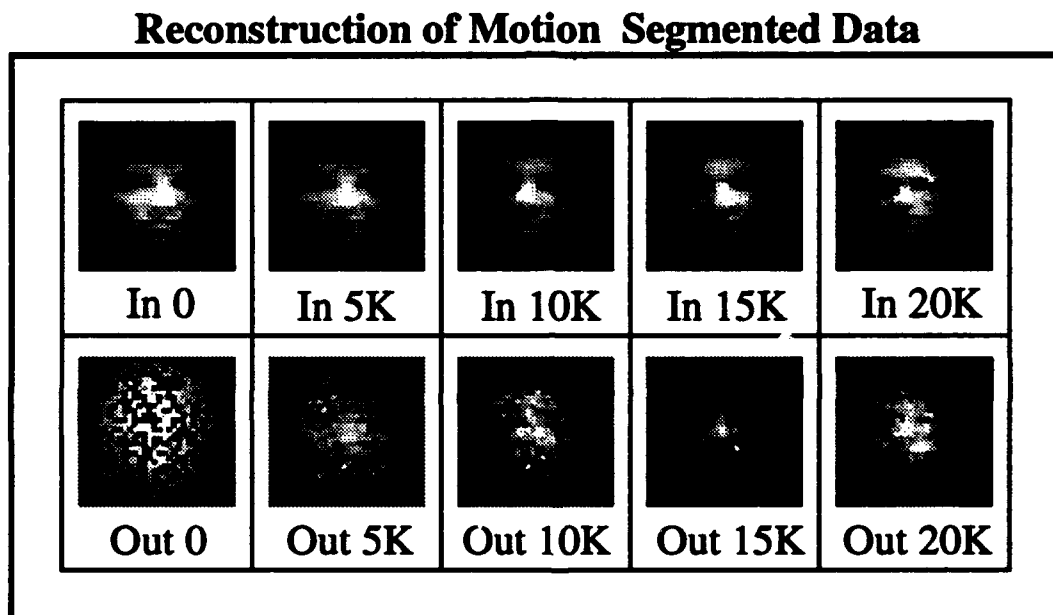 Reconstruction of Motion Segmented Data
In 0 In 5K In 10K In 15K In 20K
Out 0 Out 5K Out 10K Out 15K Out 20K